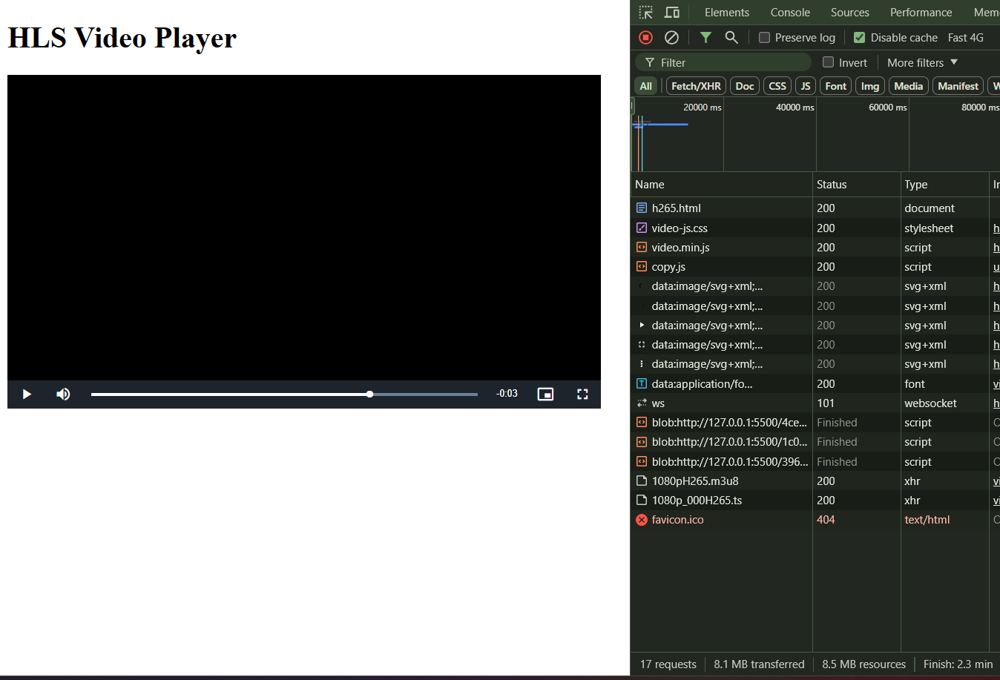 HLS Video Player
-0:03
Elements Console Sources Performance Mem
Preserve log Disable cache Fast 4G
Filter Invert More filters
All Fetch/XHR Doc CSS JS Font Img Media Manifest W
20000 ms 40000 ms 60000 ms 80000 ms
Name Status Type In
h265.html 200 document
video-js.css 200 stylesheet h
video.min.js 200 script h
copy.js 200 script u
data:image/svg+xml;... 200 svg+xml h
data:image/svg+xml;... 200 svg+xml h
data:image/svg+xml;... 200 svg+xml h
data:image/svg+xml;... 200 svg+xml h
data:image/svg+xml;... 200 svg+xml h
data:application/fo... 200 font vi
ws 101 websocket h
blob:http://127.0.0.1:5500/4ce... Finished script O
blob:http://127.0.0.1:5500/1c0... Finished script O
blob:http://127.0.0.1:5500/396... Finished script O
1080pH265.m3u8 200 xhr vi
1080p_000H265.ts 200 xhr vi
favicon.ico 404 text/html O
17 requests 8.1 MB transferred 8.5 MB resources Finish: 2.3 min